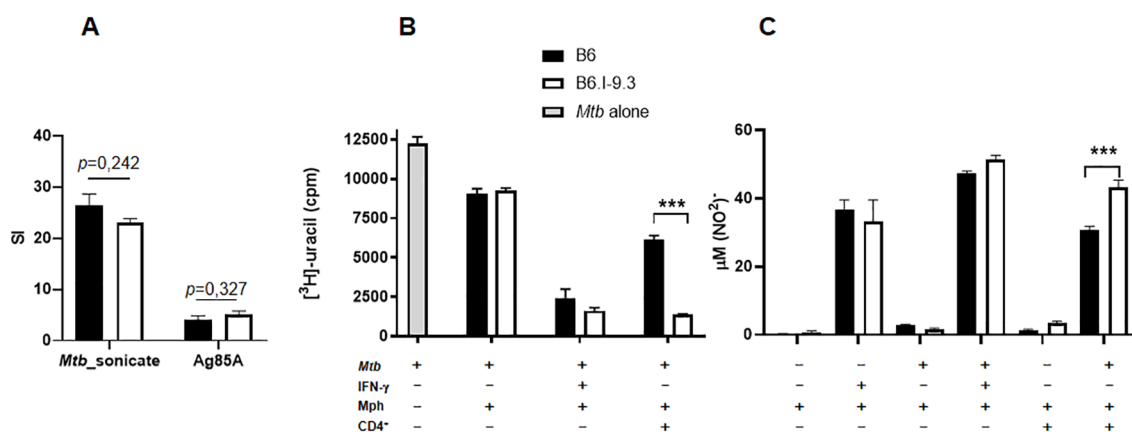 A
B
C
B6
B6.I-9.3
Mtb alone
40
30
20
10
0
SI
p=0,242
p=0,327
Mtb_sonicate
Ag85A
12500
10000
7500
5000
2500
0
[³H]-uracil (cpm)
***
Mtb + + + +
IFN-γ – – + –
Mph – + + +
CD4⁺ – – – +
60
40
20
0
µM (NO²)⁻
***
– – + + – +
– + – + – –
+ + + + + +
– – – – + +